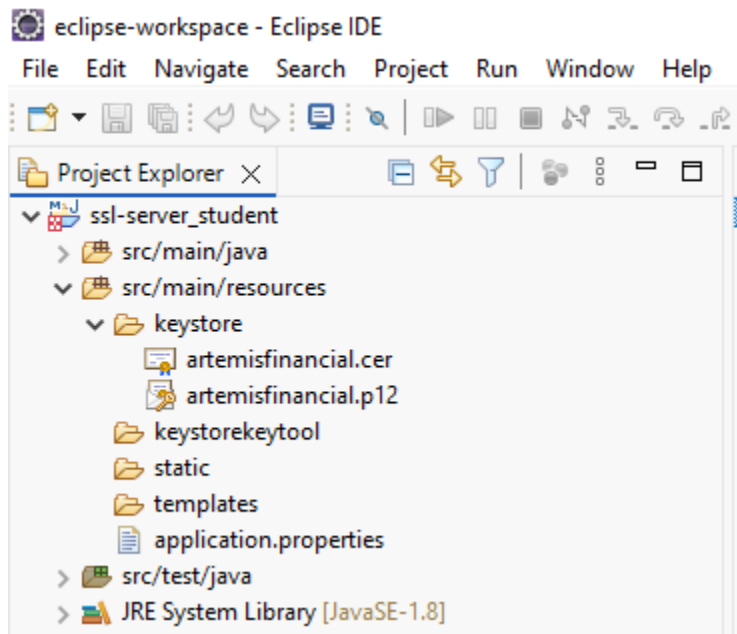 eclipse-workspace - Eclipse IDE
File Edit Navigate Search Project Run Window Help
Project Explorer
ssl-server_student
src/main/java
src/main/resources
keystore
artemisfinancial.cer
artemisfinancial.p12
keystorekeytool
static
templates
application.properties
src/test/java
JRE System Library [JavaSE-1.8]